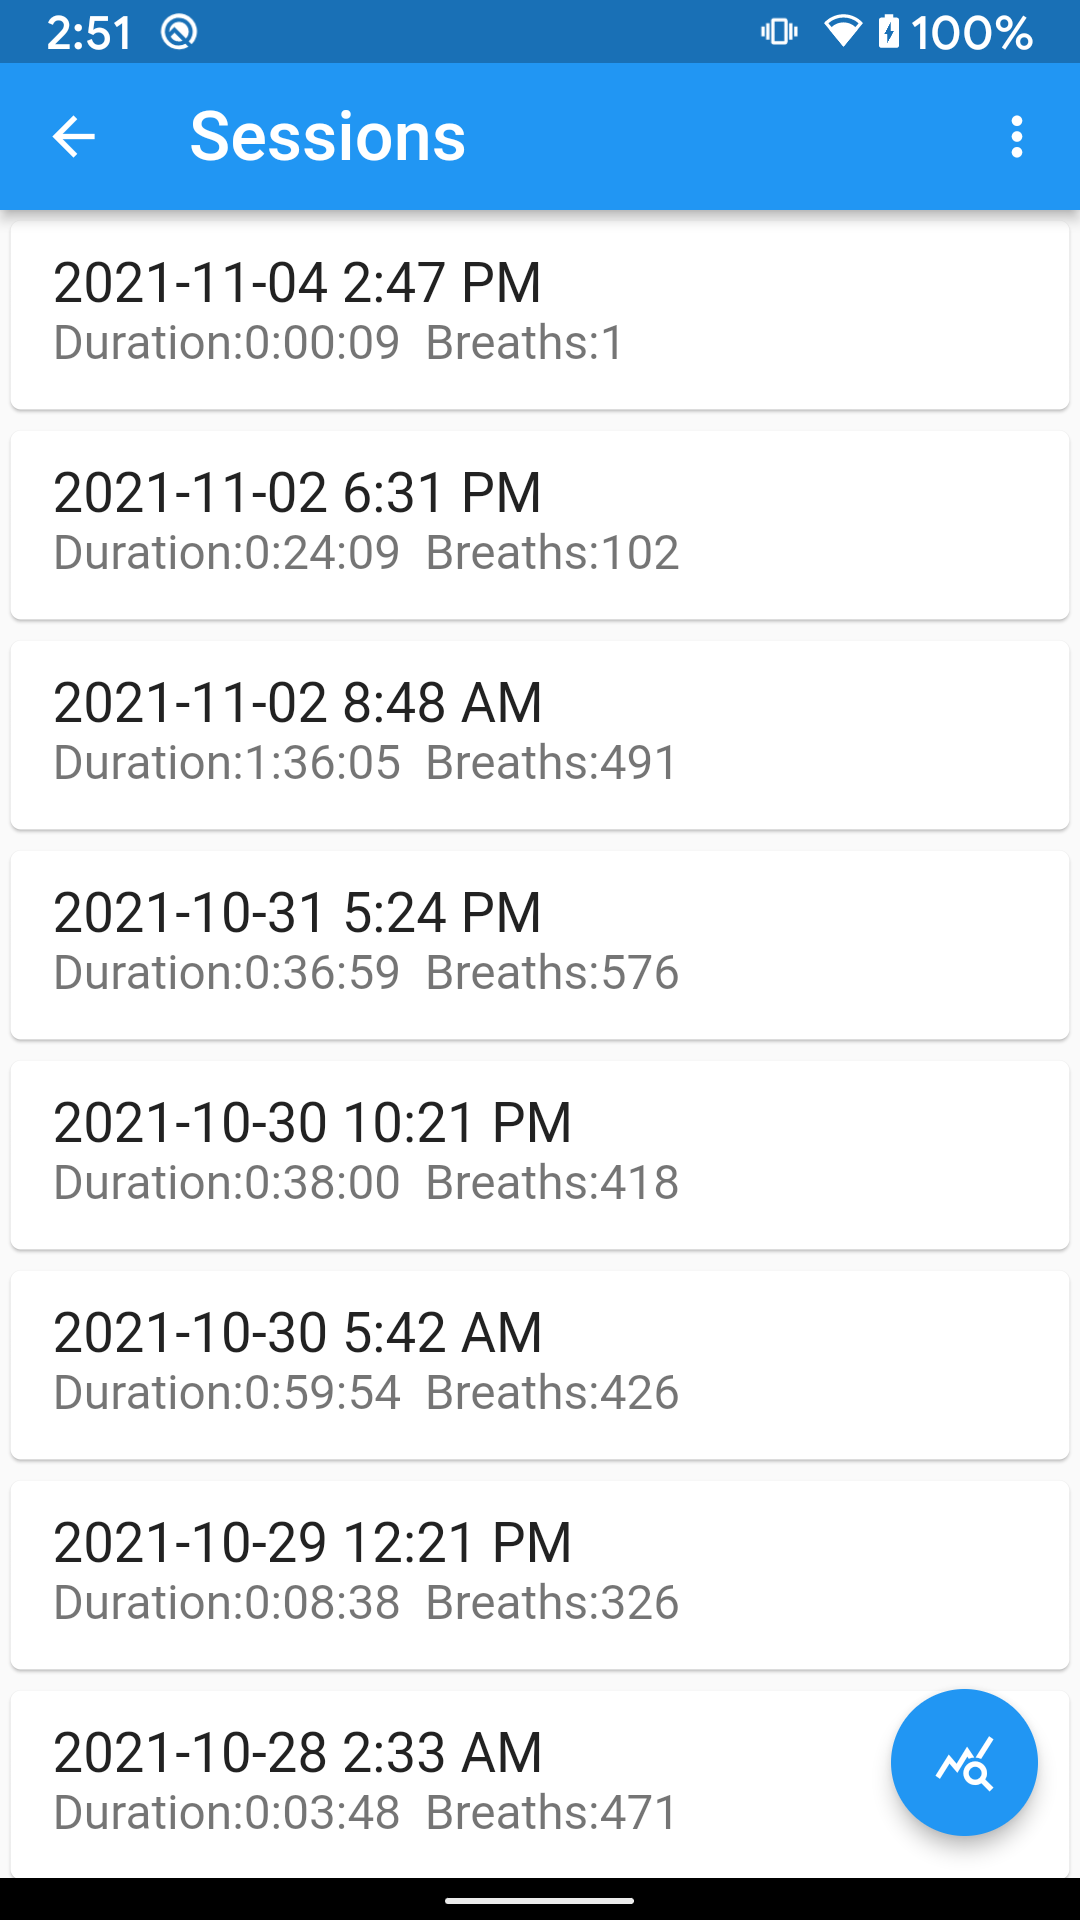 2:51 100%
Sessions
2021-11-04 2:47 PM
Duration:0:00:09 Breaths:1
2021-11-02 6:31 PM
Duration:0:24:09 Breaths:102
2021-11-02 8:48 AM
Duration:1:36:05 Breaths:491
2021-10-31 5:24 PM
Duration:0:36:59 Breaths:576
2021-10-30 10:21 PM
Duration:0:38:00 Breaths:418
2021-10-30 5:42 AM
Duration:0:59:54 Breaths:426
2021-10-29 12:21 PM
Duration:0:08:38 Breaths:326
2021-10-28 2:33 AM
Duration:0:03:48 Breaths:471